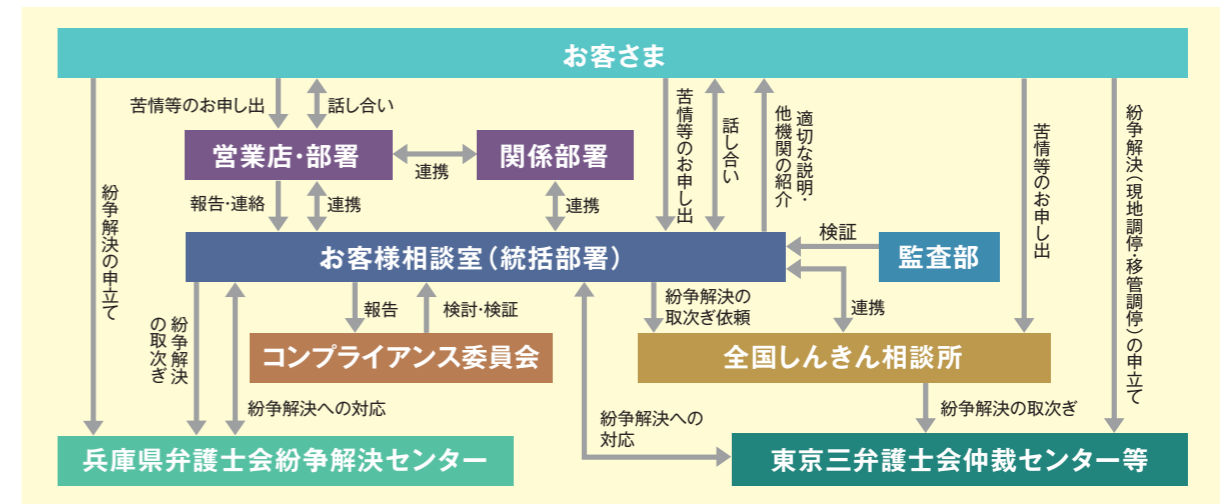 お客さま
苦情等のお申し出
話し合い
営業店・部署
連携
関係部署
報告・連絡
連携
連携
苦情等のお申し出
話し合い
適切な説明・
他機関の紹介
苦情等のお申し出
紛争解決(現地調停・移管調停)の申立て
紛争解決の申立て
お客様相談室(統括部署)
検証
監査部
紛争解決
の取次ぎ
報告
検討・検証
紛争解決の
取次ぎ依頼
連携
コンプライアンス委員会
全国しんきん相談所
紛争解決への対応
紛争解決への
対応
紛争解決の取次ぎ
兵庫県弁護士会紛争解決センター
東京三弁護士会仲裁センター等